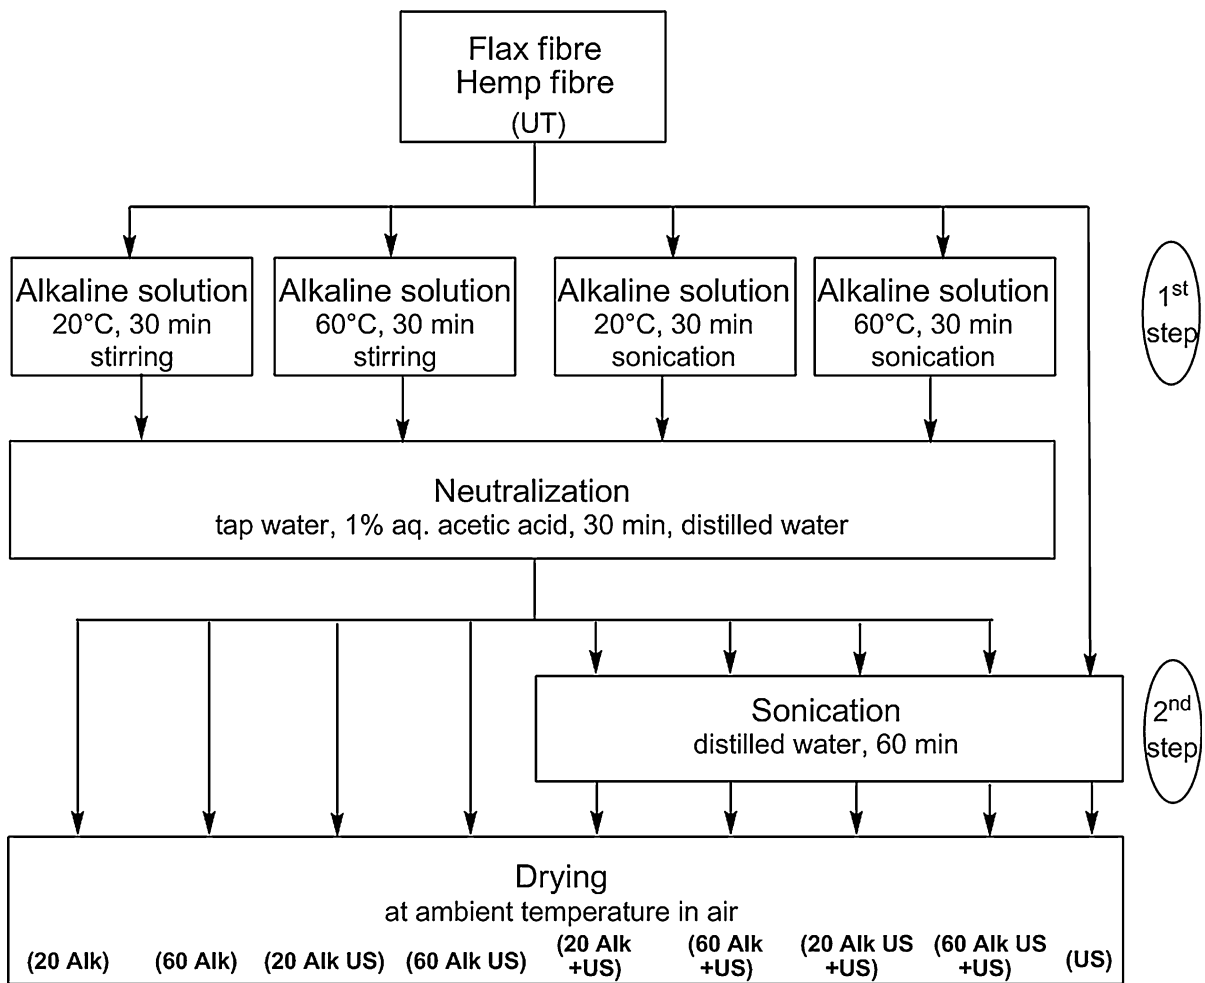 Flax fibre
Hemp fibre
(UT)
Alkaline solution
20°C, 30 min
stirring
Alkaline solution
60°C, 30 min
stirring
Alkaline solution
20°C, 30 min
sonication
Alkaline solution
60°C, 30 min
sonication
1st
step
Neutralization
tap water, 1% aq. acetic acid, 30 min, distilled water
Sonication
distilled water, 60 min
2nd
step
Drying
at ambient temperature in air
(20 Alk)
(60 Alk)
(20 Alk US)
(60 Alk US)
(20 Alk
+US)
(60 Alk
+US)
(20 Alk US
+US)
(60 Alk US
+US)
(US)